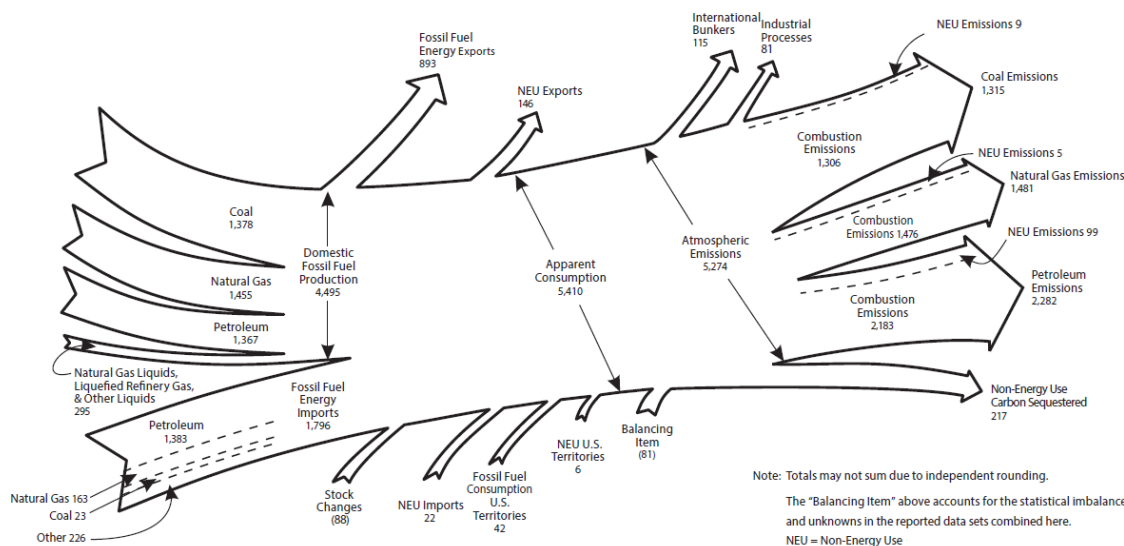 Fossil Fuel
Energy Exports
893
NEU Exports
146
International
Bunkers
115
Industrial
Processes
81
NEU Emissions 9
Coal Emissions
1,315
Combustion
Emissions
1,306
NEU Emissions 5
Natural Gas Emissions
1,481
Combustion
Emissions 1,476
NEU Emissions 99
Petroleum
Emissions
2,282
Combustion
Emissions
2,183
Coal
1,378
Natural Gas
1,455
Petroleum
1,367
Natural Gas Liquids,
Liquefied Refinery Gas,
& Other Liquids
295
Domestic
Fossil Fuel
Production
4,495
Apparent
Consumption
5,410
Atmospheric
Emissions
5,274
Fossil Fuel
Energy
Imports
1,796
Petroleum
1,383
Natural Gas 163
Coal 23
Other 226
Stock
Changes
(88)
NEU Imports
22
Fossil Fuel
Consumption
U.S.
Territories
42
NEU U.S.
Territories
6
Balancing
Item
(81)
Non-Energy Use
Carbon Sequestered
217
Note: Totals may not sum due to independent rounding.
The "Balancing Item" above accounts for the statistical imbalances
and unknowns in the reported data sets combined here.
NEU = Non-Energy Use